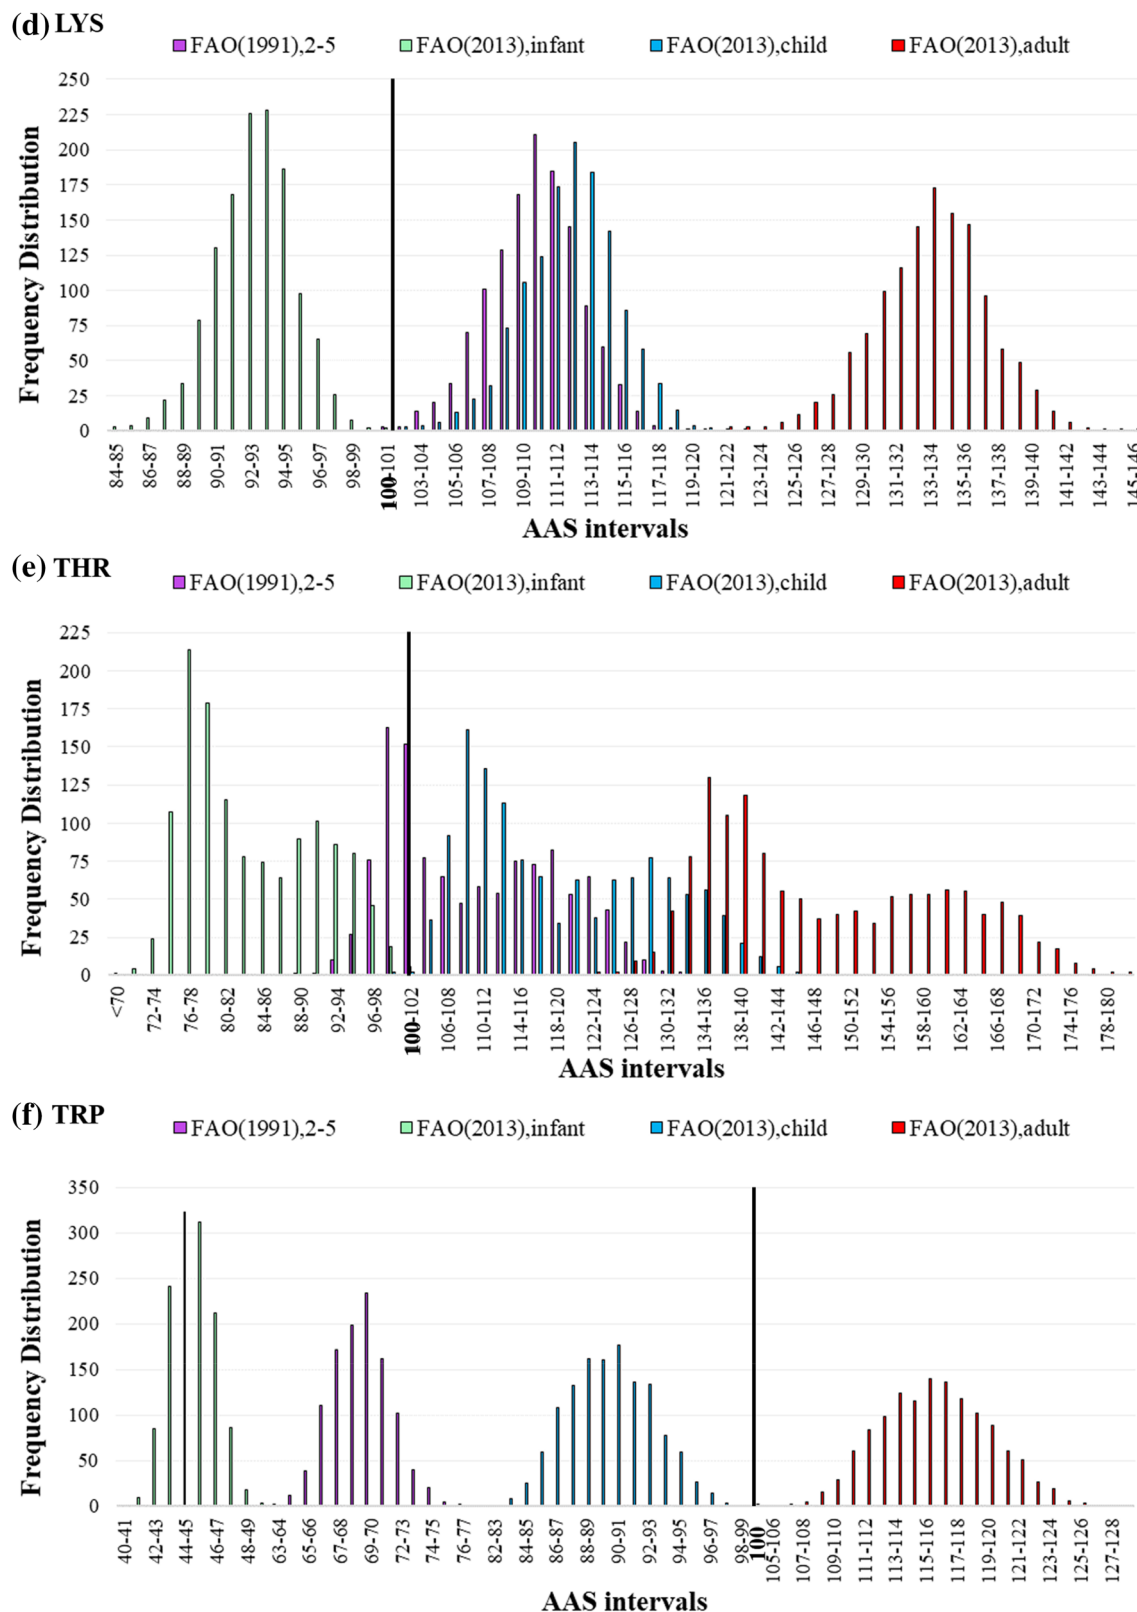 (d) LYS
FAO(1991),2-5 FAO(2013),infant FAO(2013),child FAO(2013),adult
Frequency Distribution
250
225
200
175
150
125
100
75
50
25
0
84-85 86-87 88-89 90-91 92-93 94-95 96-97 98-99 100-101 103-104 105-106 107-108 109-110 111-112 113-114 115-116 117-118 119-120 121-122 123-124 125-126 127-128 129-130 131-132 133-134 135-136 137-138 139-140 141-142 143-144 145-146
100
AAS intervals
(e) THR
FAO(1991),2-5 FAO(2013),infant FAO(2013),child FAO(2013),adult
Frequency Distribution
225
200
175
150
125
100
75
50
25
0
<70 72-74 76-78 80-82 84-86 88-90 92-94 96-98 100-102 106-108 110-112 114-116 118-120 122-124 126-128 130-132 134-136 138-140 142-144 146-148 150-152 154-156 158-160 162-164 166-168 170-172 174-176 178-180
100
AAS intervals
(f) TRP
FAO(1991),2-5 FAO(2013),infant FAO(2013),child FAO(2013),adult
Frequency Distribution
350
300
250
200
150
100
50
0
40-41 42-43 44-45 46-47 48-49 63-64 65-66 67-68 69-70 72-73 74-75 76-77 82-83 84-85 86-87 88-89 90-91 92-93 94-95 96-97 98-99 105-106 107-108 109-110 111-112 113-114 115-116 117-118 119-120 121-122 123-124 125-126 127-128
100
AAS intervals